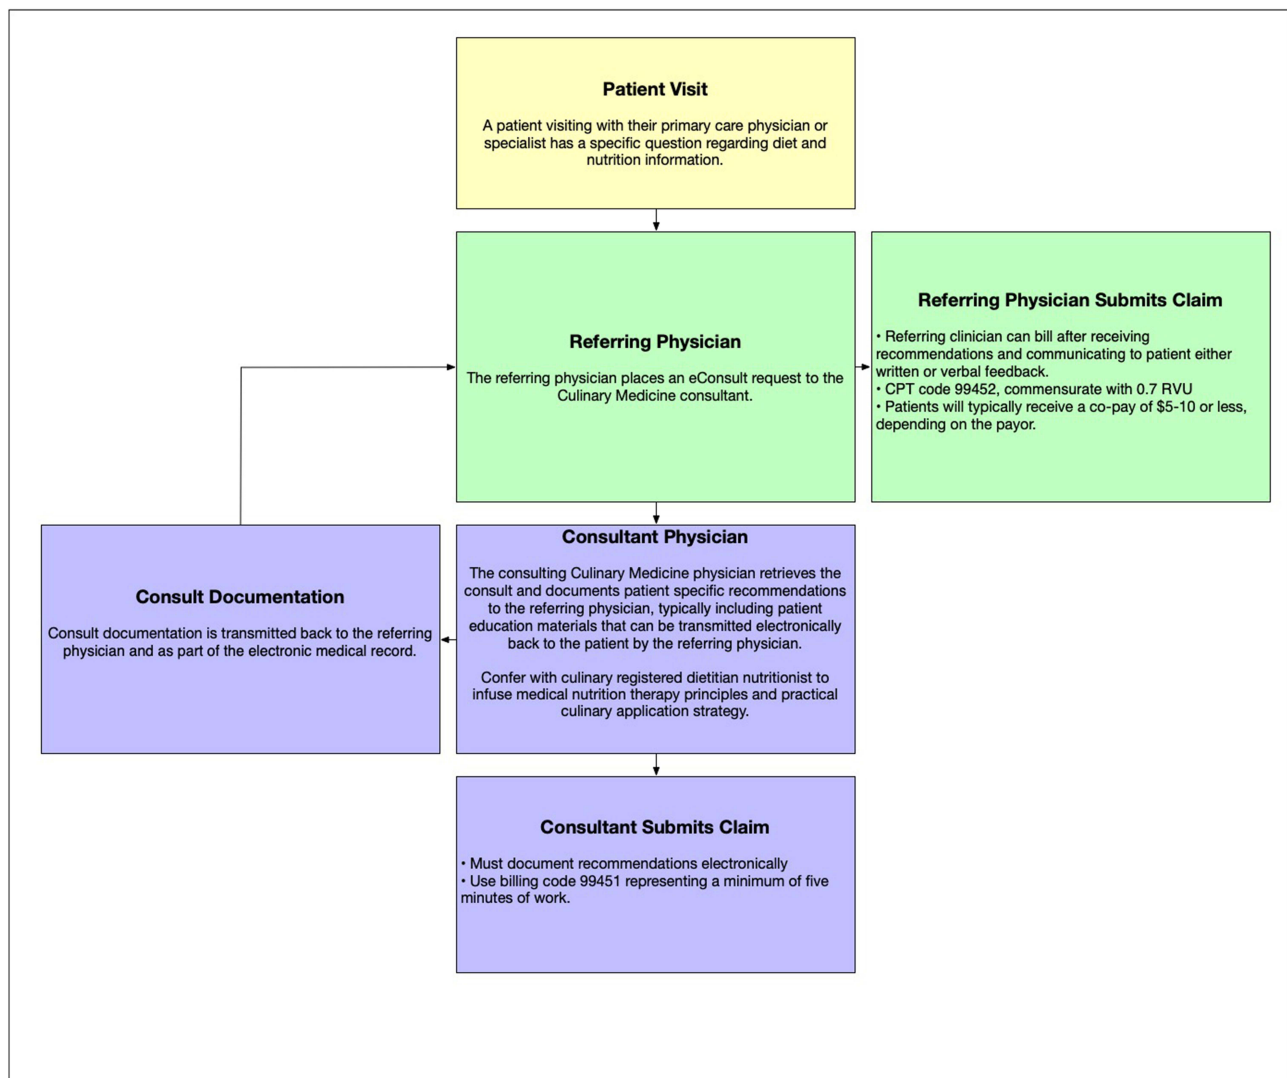 Patient Visit
A patient visiting with their primary care physician or
specialist has a specific question regarding diet and
nutrition information.
Referring Physician
The referring physician places an eConsult request to the
Culinary Medicine consultant.
Referring Physician Submits Claim
• Referring clinician can bill after receiving
recommendations and communicating to patient either
written or verbal feedback.
• CPT code 99452, commensurate with 0.7 RVU
• Patients will typically receive a co-pay of $5-10 or less,
depending on the payor.
Consult Documentation
Consult documentation is transmitted back to the referring
physician and as part of the electronic medical record.
Consultant Physician
The consulting Culinary Medicine physician retrieves the
consult and documents patient specific recommendations
to the referring physician, typically including patient
education materials that can be transmitted electronically
back to the patient by the referring physician.
Confer with culinary registered dietitian nutritionist to
infuse medical nutrition therapy principles and practical
culinary application strategy.
Consultant Submits Claim
• Must document recommendations electronically
• Use billing code 99451 representing a minimum of five
minutes of work.